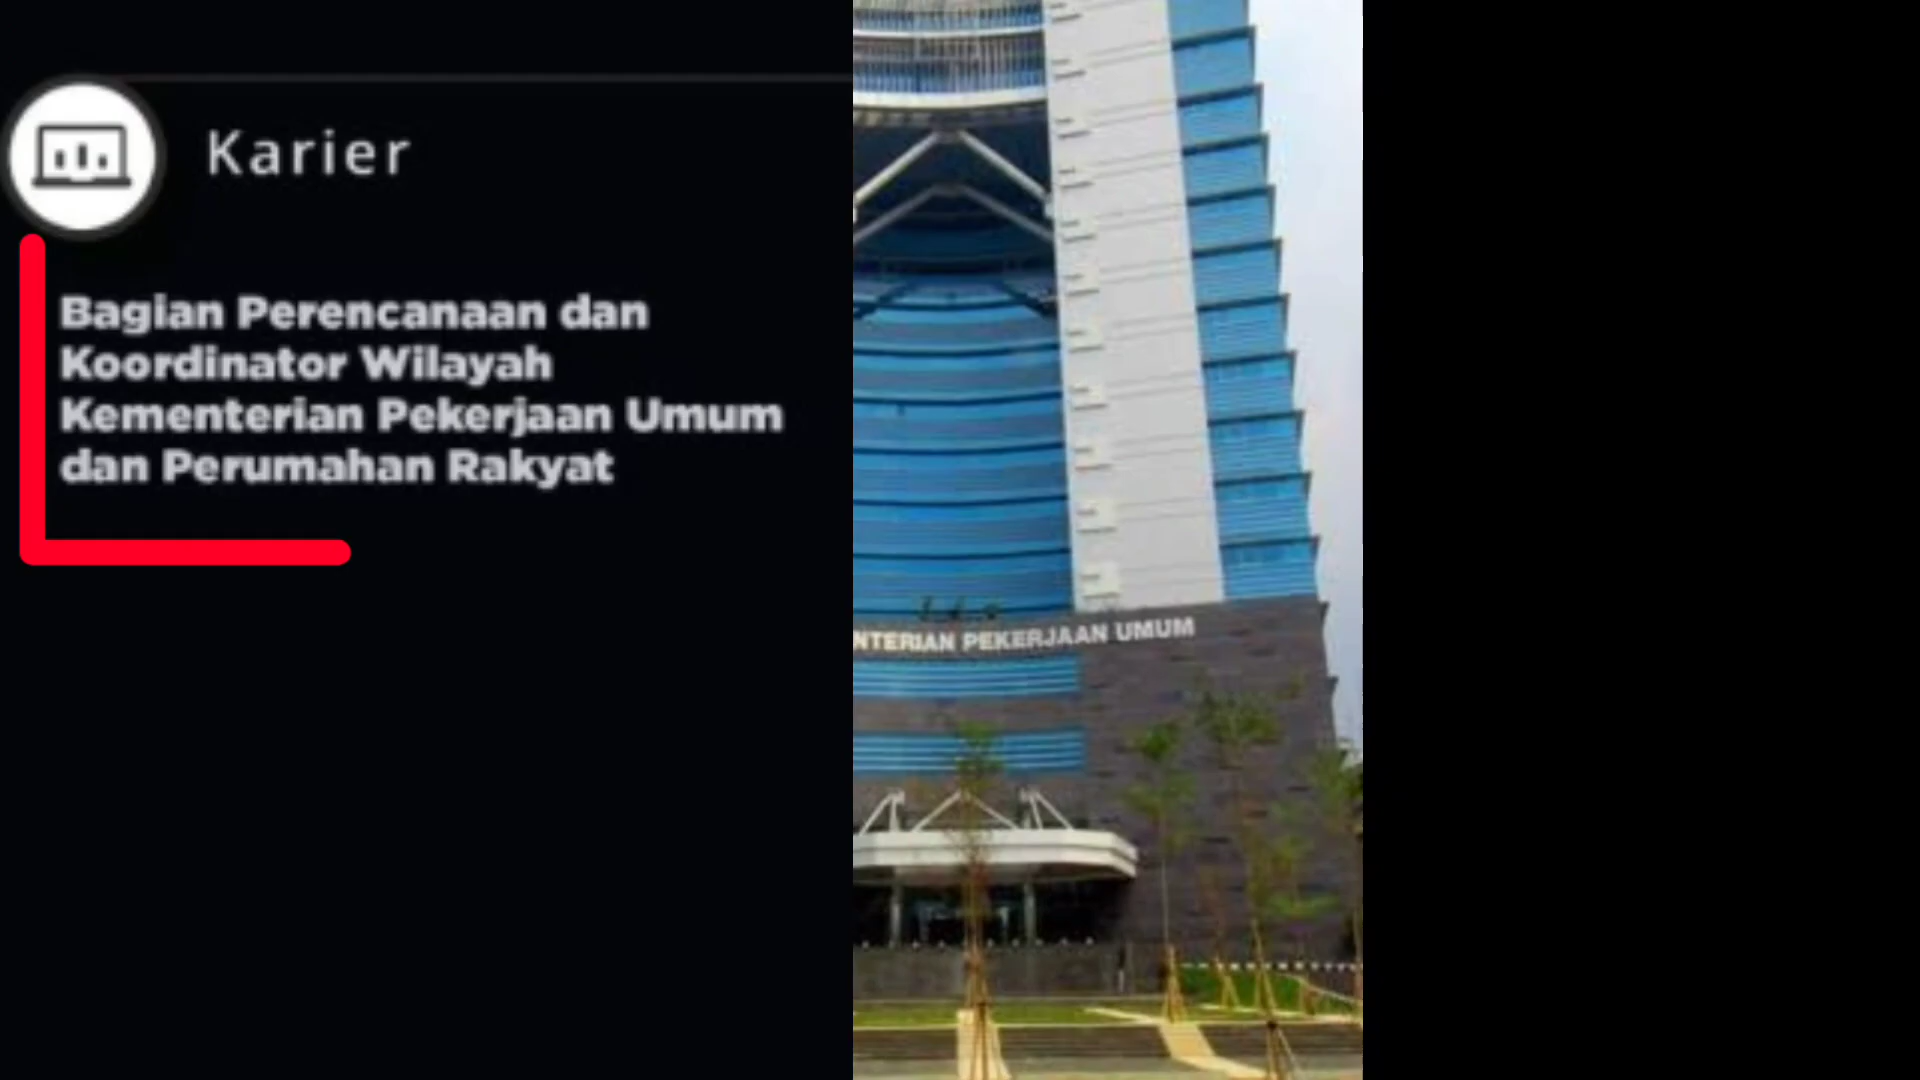 Karier
Bagian Perencanaan dan
Koordinator Wilayah
Kementerian Pekerjaan Umum
dan Perumahan Rakyat
NTERIAN PEKERJAAN UMUM